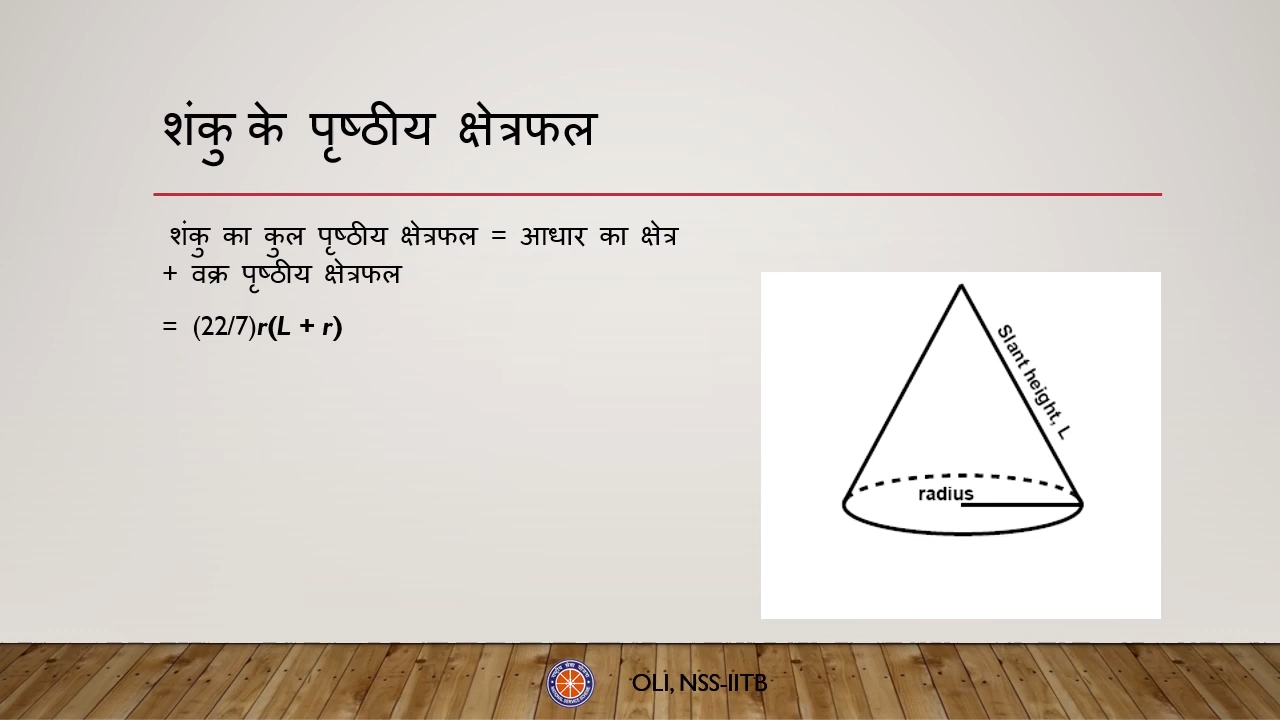 शंकु के पृष्ठीय क्षेत्रफल
शंकु का कुल पृष्ठीय क्षेत्रफल = आधार का क्षेत्र
+ वक्र पृष्ठीय क्षेत्रफल
= (22/7)r(L + r)
Slant height, L
radius
OLI, NSS-IITB